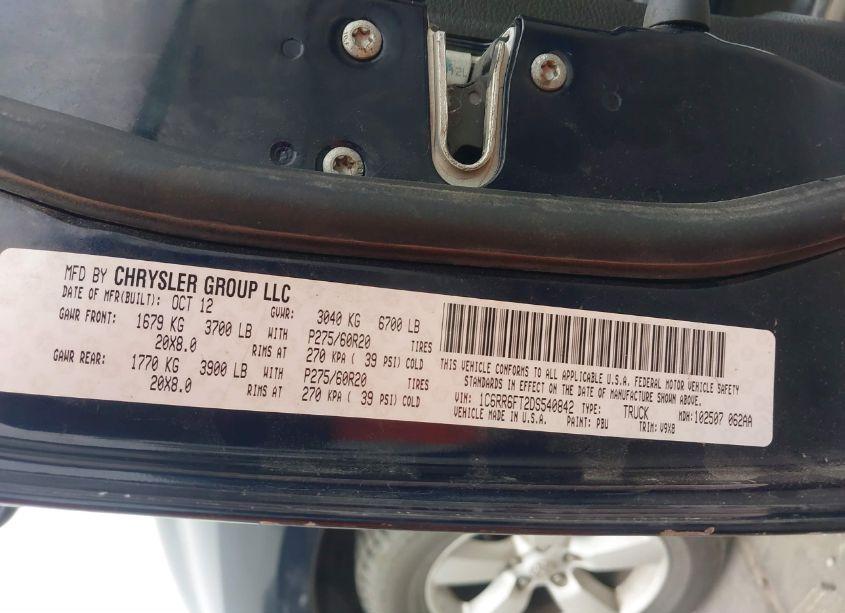 MFD BY CHRYSLER GROUP LLC
DATE OF MFR(BUILT): OCT 12 GVWR: 3040 KG 6700 LB
GAWR FRONT: 1679 KG 3700 LB WITH P275/60R20 TIRES
20X8.0 RIMS AT 270 KPA ( 39 PSI) COLD
GAWR REAR: 1770 KG 3900 LB WITH P275/60R20 TIRES
20X8.0 RIMS AT 270 KPA ( 39 PSI) COLD
THIS VEHICLE CONFORMS TO ALL APPLICABLE U.S.A. FEDERAL MOTOR VEHICLE SAFETY
STANDARDS IN EFFECT ON THE DATE OF MANUFACTURE SHOWN ABOVE.
VIN: 1C6RR6FT2DS540842 TYPE: TRUCK MDH:102507 062AA
VEHICLE MADE IN U.S.A. PAINT: PBU TRIM: V9X8